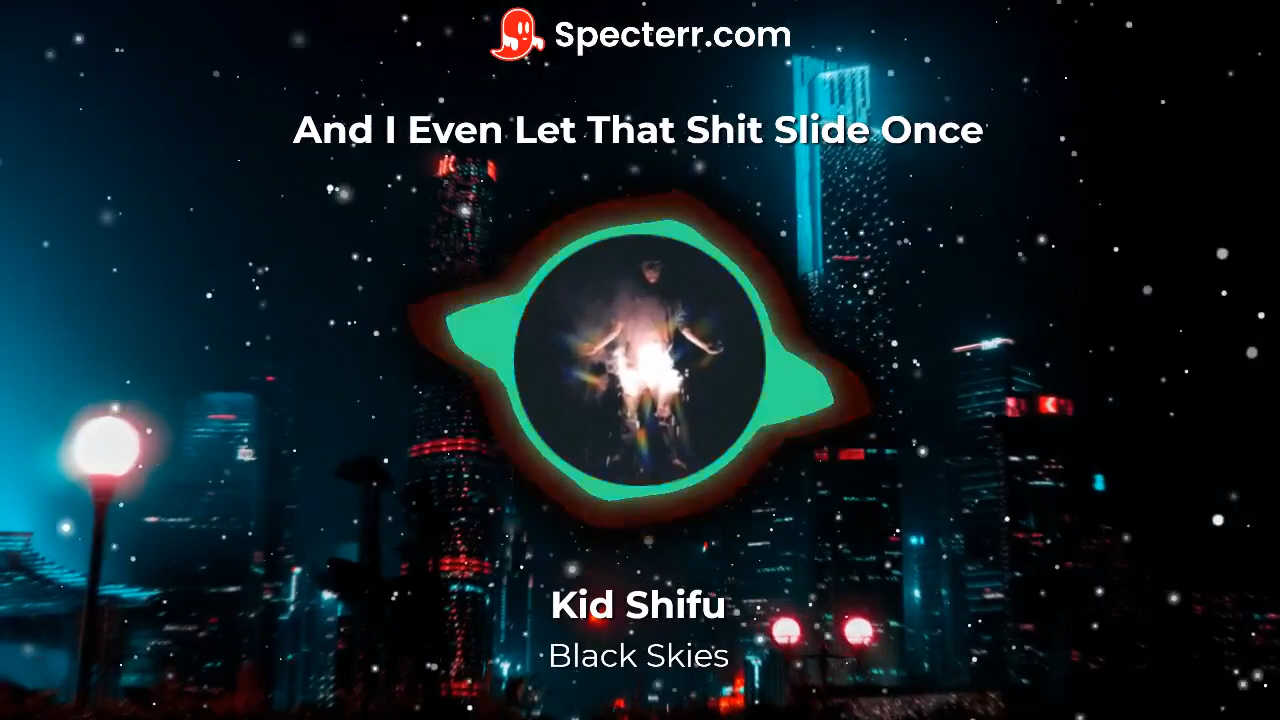 Specterr.com
And I Even Let That Shit Slide Once
Kid Shifu
Black Skies